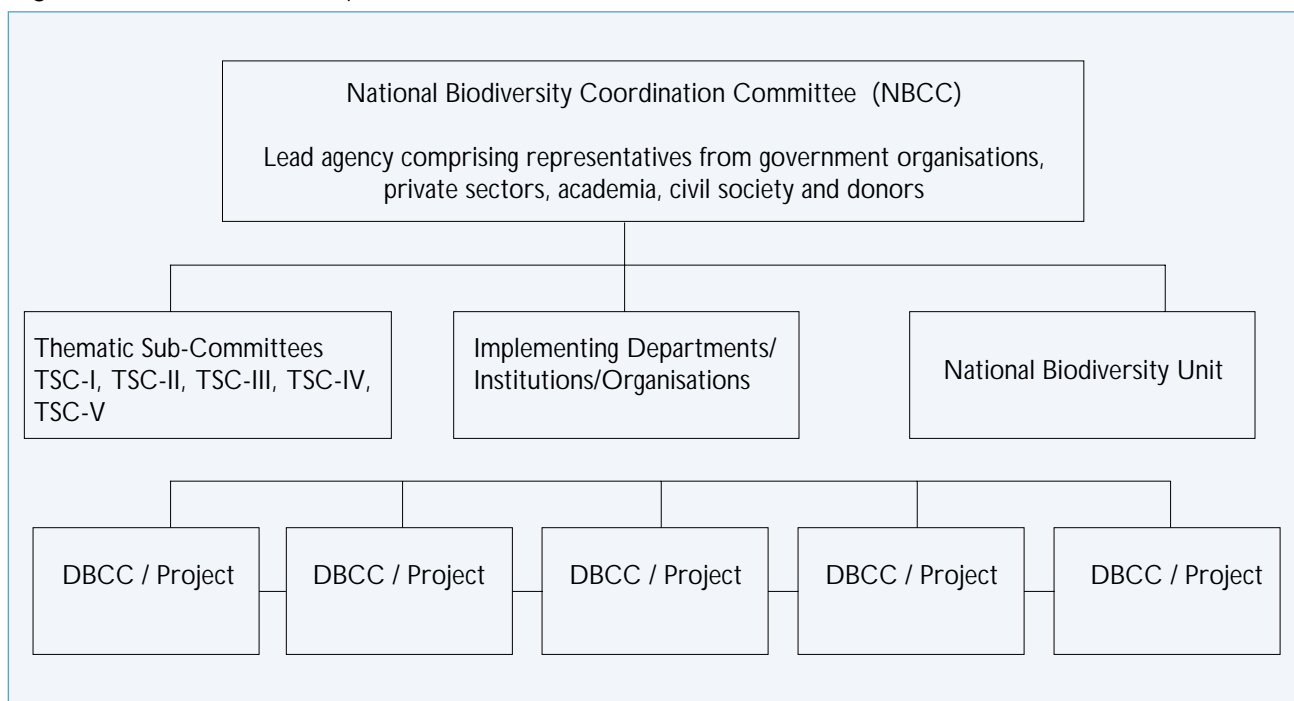 National Biodiversity Coordination Committee (NBCC)
Lead agency comprising representatives from government organisations,
private sectors, academia, civil society and donors
Thematic Sub-Committees
TSC-I, TSC-II, TSC-III, TSC-IV,
TSC-V
Implementing Departments/
Institutions/Organisations
National Biodiversity Unit
DBCC / Project
DBCC / Project
DBCC / Project
DBCC / Project
DBCC / Project